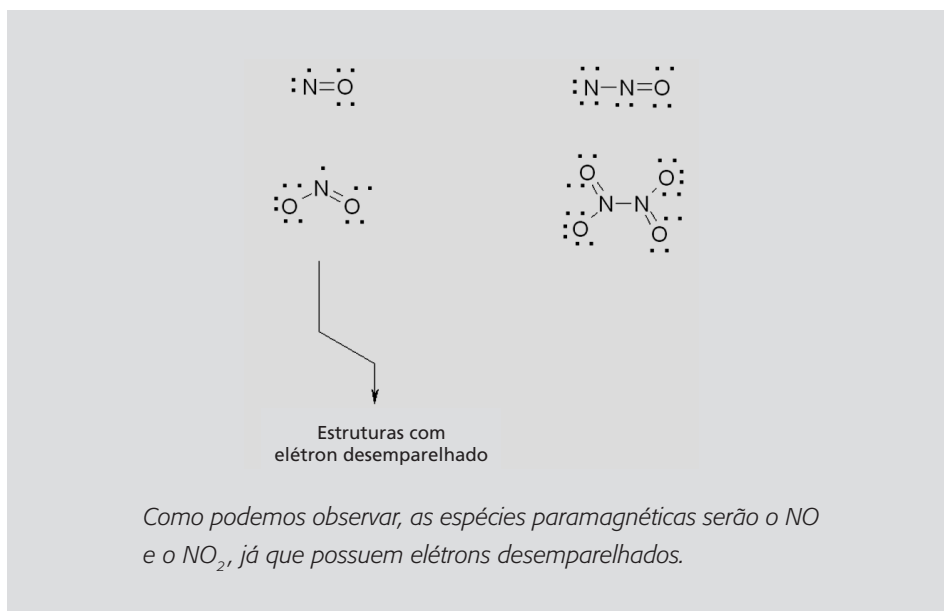 N=O
N–N=O
N
O O
O O
N–N
O O
Estruturas com
elétron desemparelhado
Como podemos observar, as espécies paramagnéticas serão o NO
e o NO₂, já que possuem elétrons desemparelhados.